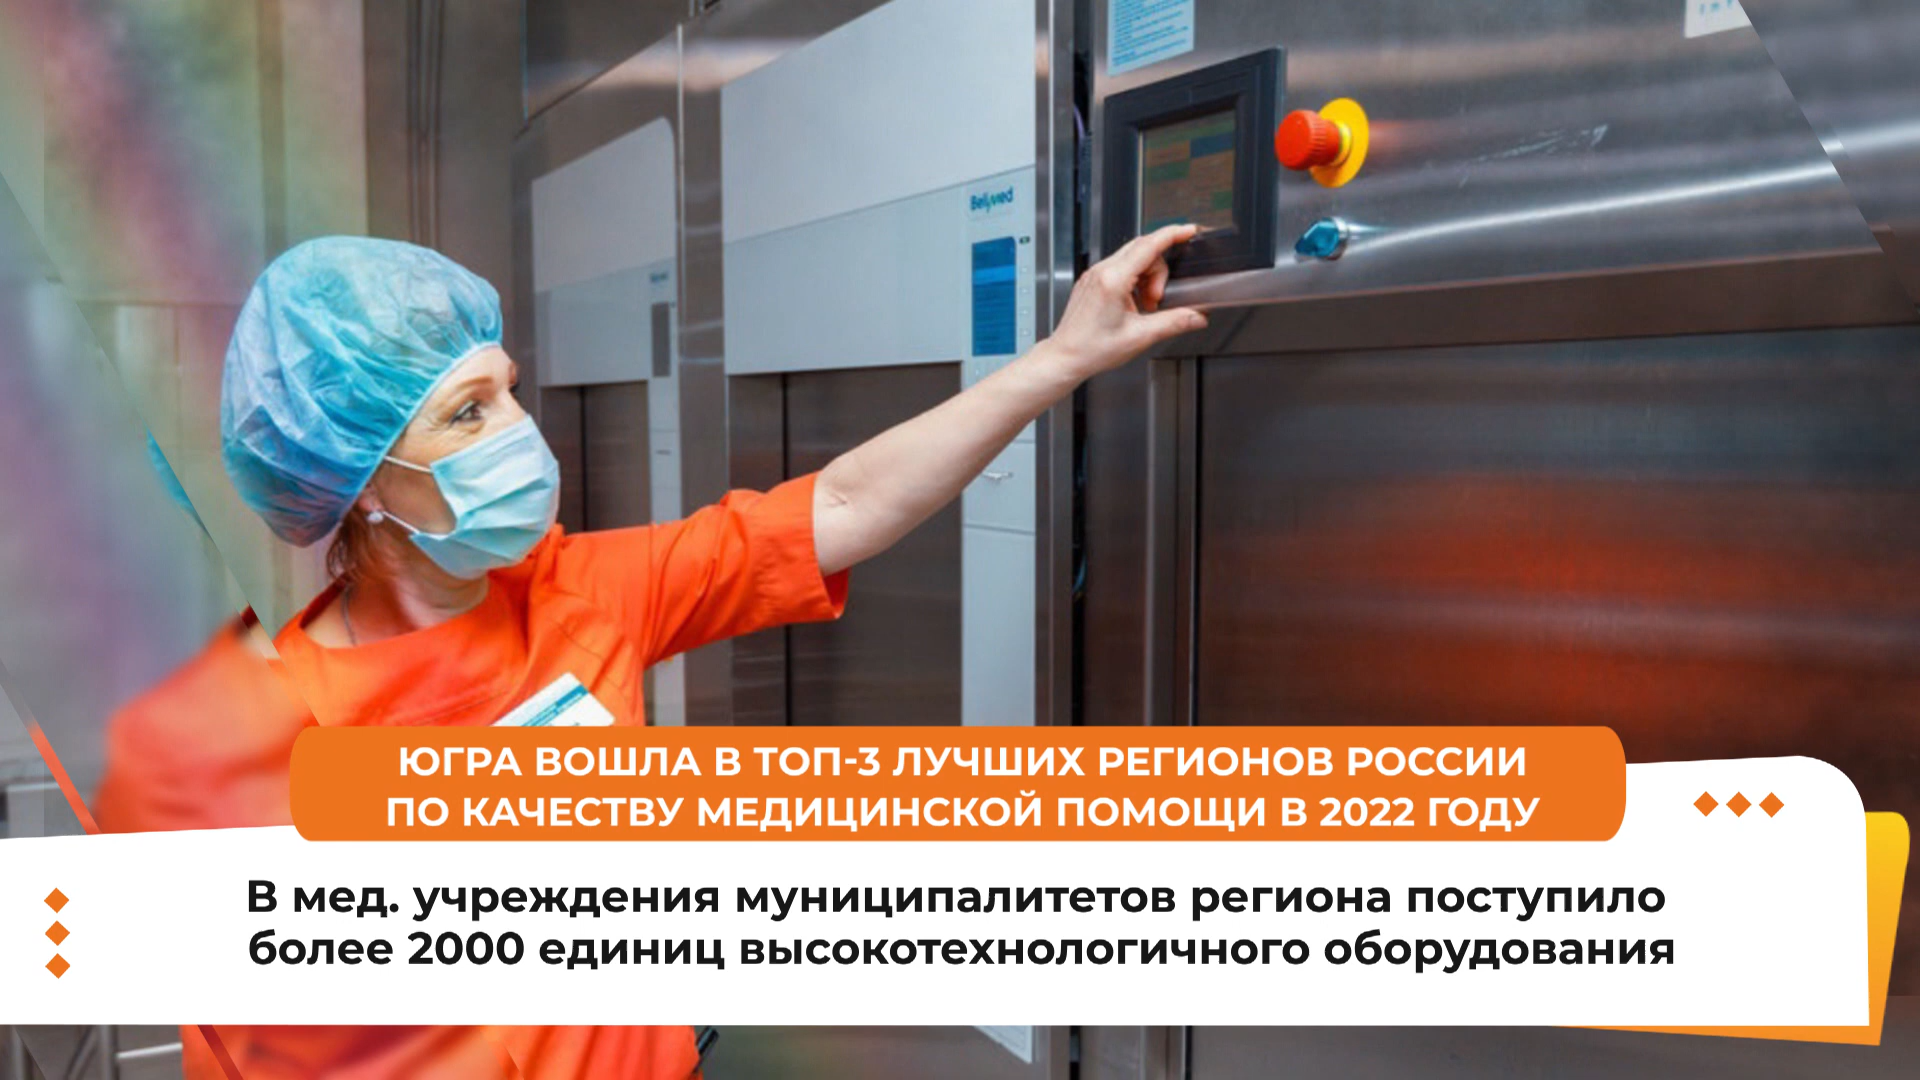 Belimed
ЮГРА ВОШЛА В ТОП-3 ЛУЧШИХ РЕГИОНОВ РОССИИ
ПО КАЧЕСТВУ МЕДИЦИНСКОЙ ПОМОЩИ В 2022 ГОДУ
В мед. учреждения муниципалитетов региона поступило
более 2000 единиц высокотехнологичного оборудования